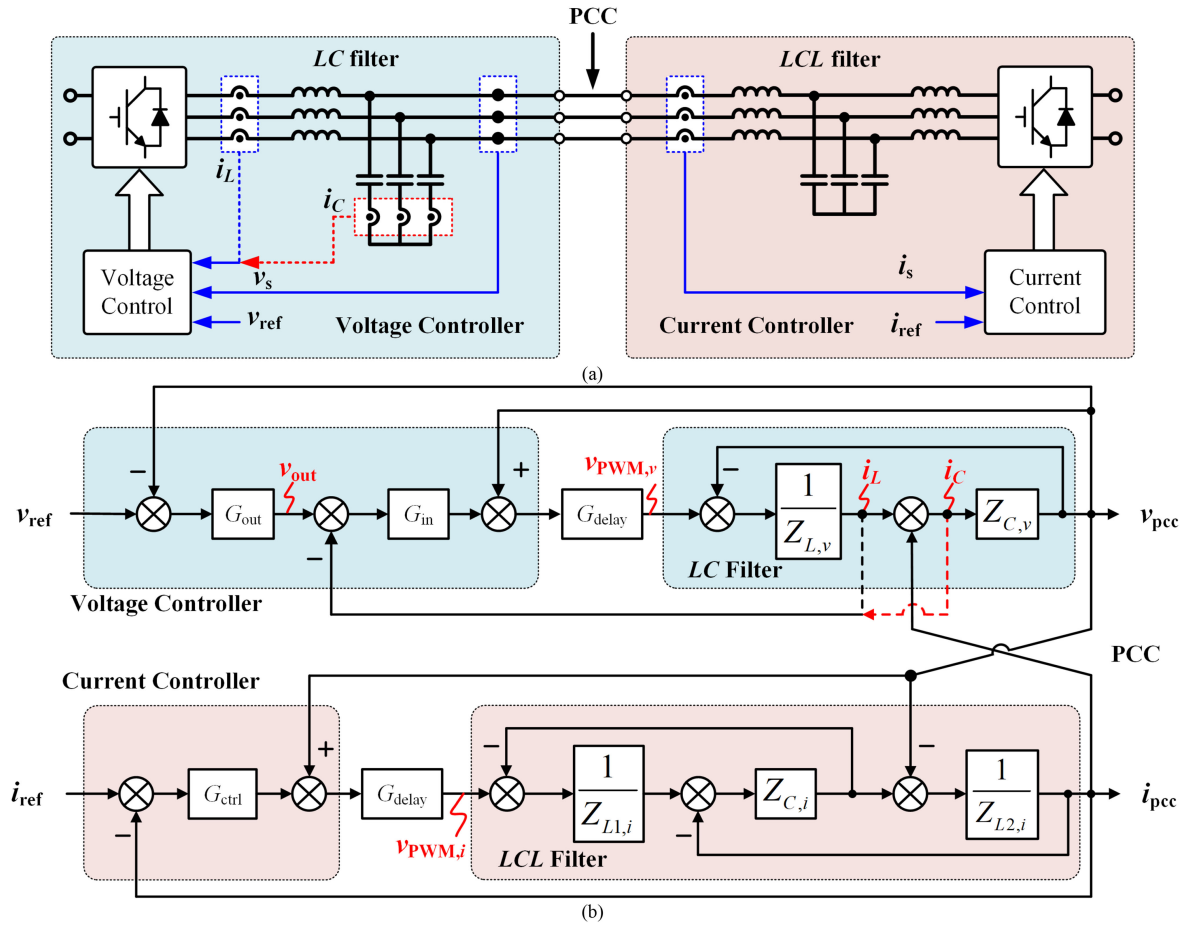 PCC
LC filter
LCL filter
i_L
i_C
Voltage
Control
v_s
v_ref
Voltage Controller
Current Controller
i_s
i_ref
Current
Control
(a)
v_ref
−
G_out
v_out
−
G_in
+
G_delay
v_PWM,v
−
1
Z_L,v
i_L
i_C
Z_C,v
v_pcc
LC Filter
Voltage Controller
PCC
Current Controller
i_ref
−
G_ctrl
+
G_delay
v_PWM,i
−
1
Z_L1,i
−
Z_C,i
−
1
Z_L2,i
i_pcc
LCL Filter
(b)